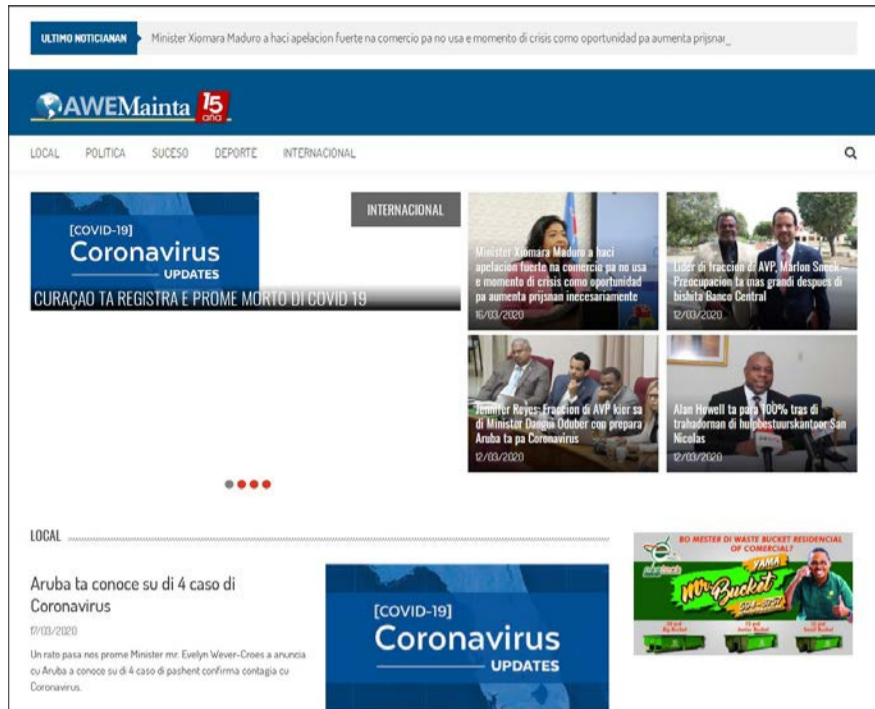 ULTIMO NOTICIANAN
Minister Xiomara Maduro a haci apelacion fuerte na comercio pa no usa e momento di crisis como oportunidad pa aumenta prijsnar_
AWEMainta 15
aña
LOCAL POLITICA SUCESO DEPORTE INTERNACIONAL
INTERNACIONAL
[COVID-19]
Coronavirus
UPDATES
CURAÇAO TA REGISTRA E PROME MORTO DI COVID 19
Minister Xiomara Maduro a haci
apelacion fuerte na comercio pa no usa
e momento di crisis como oportunidad
pa aumenta prijsnan inecesariamente
16/03/2020
Lider di fraccion di AVP, Marlon Sneek –
Preocupacion ta mas grandi despues di
bishita Banco Central
12/03/2020
Jennifer Reyes: Fraccion di AVP kier sa
di Minister Dangui Oduber con prepara
Aruba ta pa Coronavirus
12/03/2020
Alan Howell ta para 100% tras di
trahadornan di hulpbestuurskantoor San
Nicolas
12/03/2020
LOCAL
Aruba ta conoce su di 4 caso di
Coronavirus
17/03/2020
Un rato pasa nos prome Minister mr. Evelyn Wever-Croes a anuncia
cu Aruba a conoce su di 4 caso di pashent confirma contagia cu
Coronavirus.
[COVID-19]
Coronavirus
UPDATES
BO MESTER DI WASTE BUCKET RESIDENCIAL
OF COMERCIAL?
YAMA
Mr Bucket